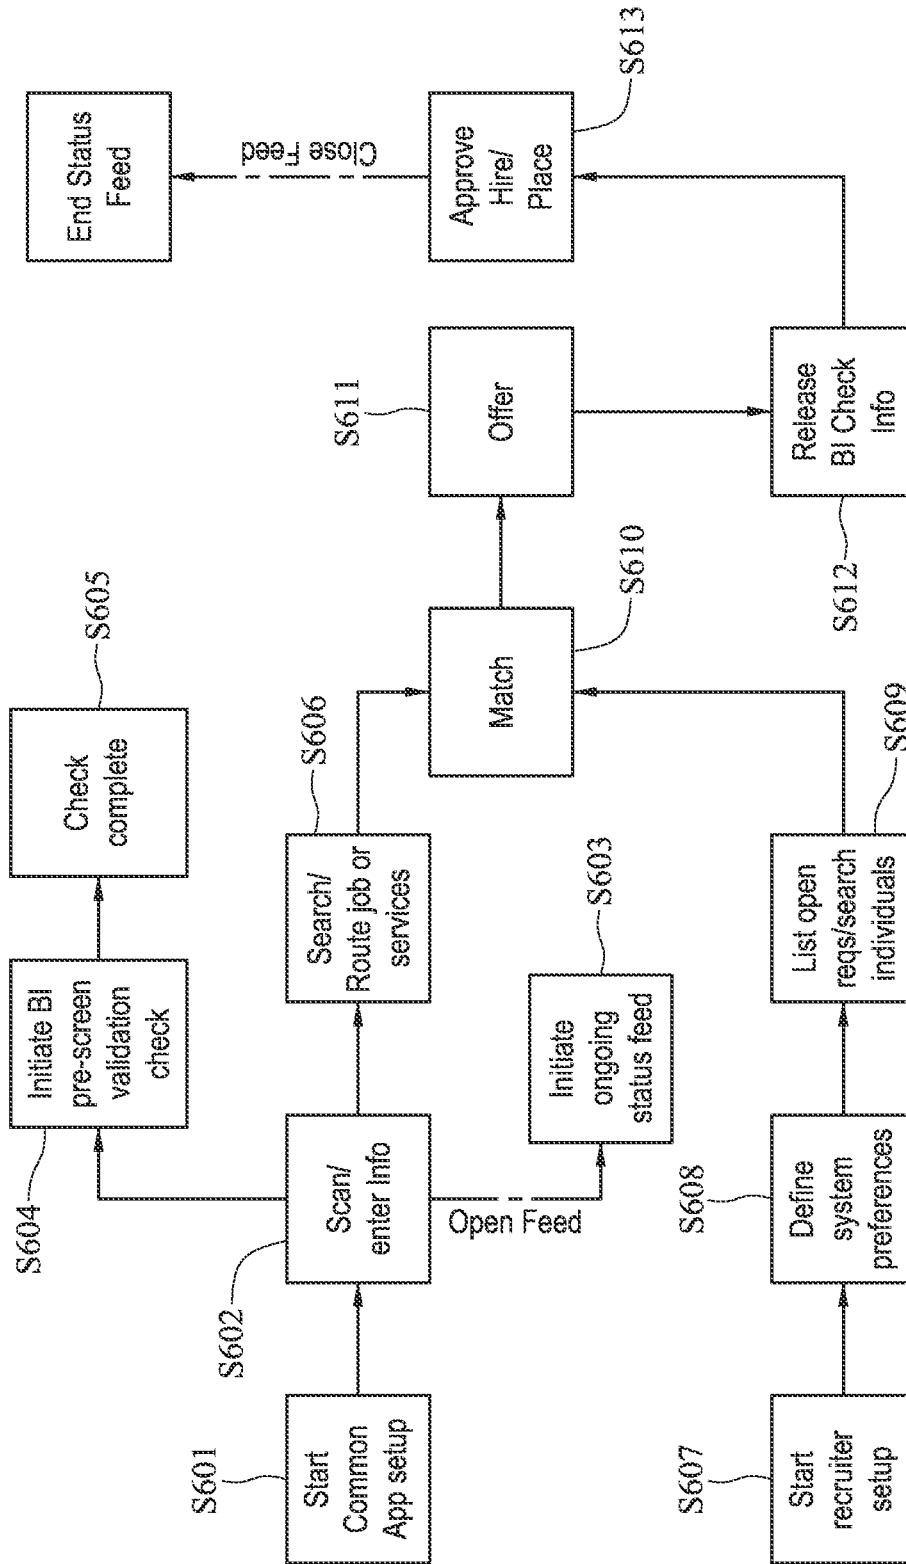 S601
Start
Common
App setup
S602
Scan/
enter Info
Open Feed
S603
Initiate
ongoing
status feed
S604
Initiate BI
pre-screen
validation
check
S605
Check
complete
S606
Search/
Route job or
services
S607
Start
recruiter
setup
S608
Define
system
preferences
S609
List open
reqs/search
individuals
S610
Match
S611
Offer
S612
Release
BI Check
Info
S613
Approve
Hire/
Place
Close Feed
End Status
Feed